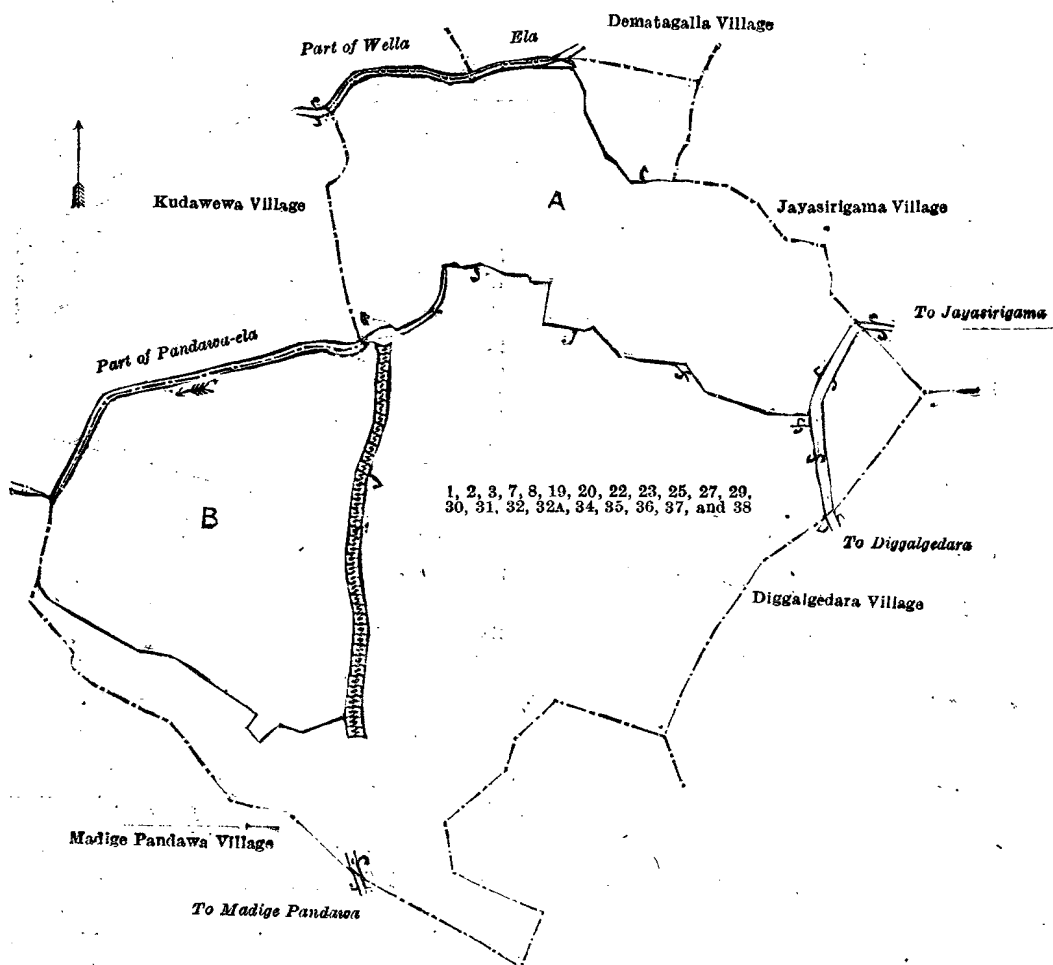 Dematagalla Village
Part of Wella Ela
Kudawewa Village
A
Jayasirigama Village
To Jayasirigama
Part of Pandawa-ela
B
1, 2, 3, 7, 8, 19, 20, 22, 23, 25, 27, 29,
30, 31, 32, 32A, 34, 35, 36, 37, and 38
To Diggalgedara
Diggalgedara Village
Madige Pandawa Village
To Madige Pandawa